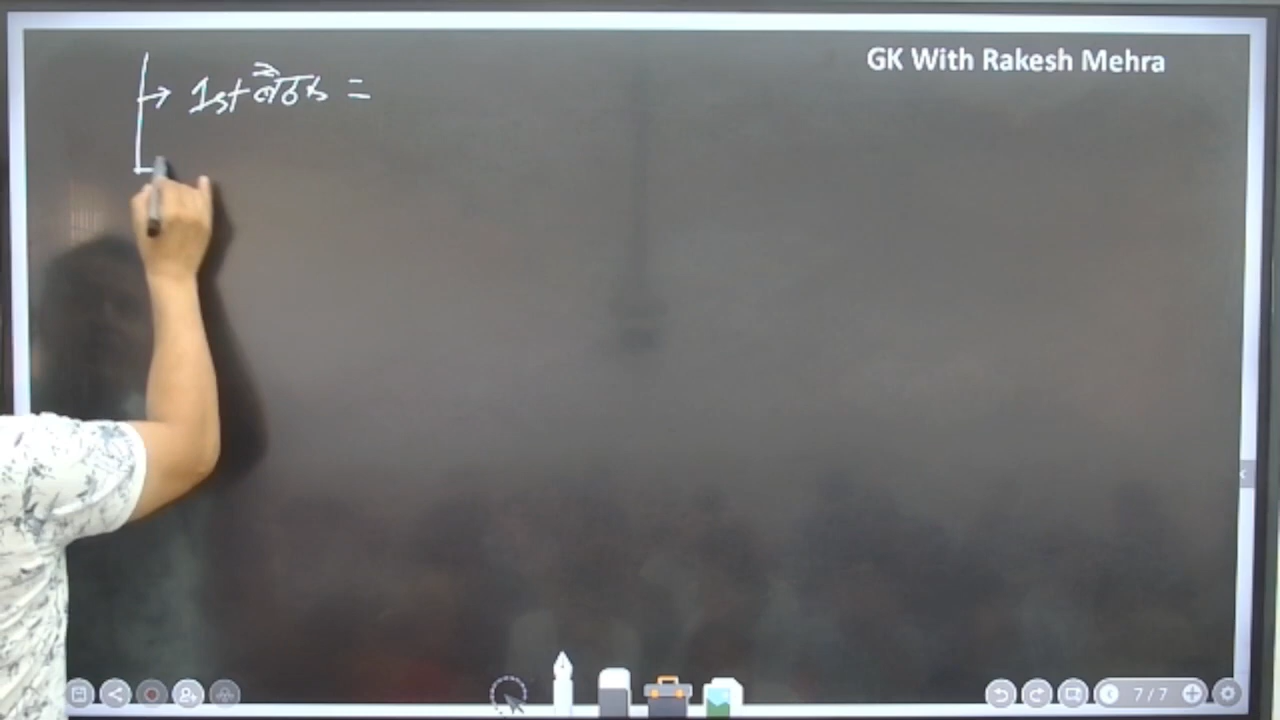 GK With Rakesh Mehra
→ 1st बैठक =
7/7